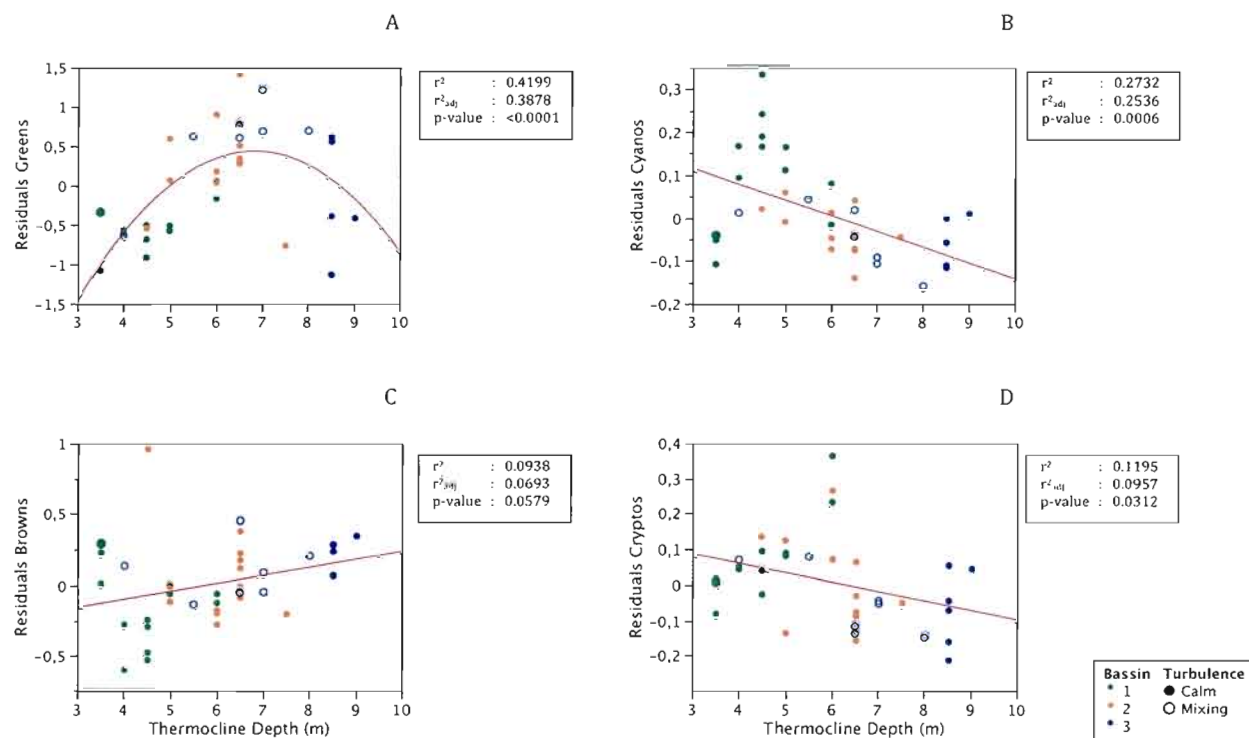 A
Residuals Greens
1,5
1
0,5
0
-0,5
-1
-1,5
3 4 5 6 7 8 9 10
r² : 0.4199
r²adj : 0.3878
p-value : <0.0001
B
Residuals Cyanos
0,3
0,2
0,1
0
-0,1
-0,2
3 4 5 6 7 8 9 10
r² : 0.2732
r²adj : 0.2536
p-value : 0.0006
C
Residuals Browns
1
0,5
0
-0,5
3 4 5 6 7 8 9 10
Thermocline Depth (m)
r² : 0.0938
r²adj : 0.0693
p-value : 0.0579
D
Residuals Cryptos
0,4
0,3
0,2
0,1
0
-0,1
-0,2
3 4 5 6 7 8 9 10
Thermocline Depth (m)
r² : 0.1195
r²adj : 0.0957
p-value : 0.0312
Bassin Turbulence
1 Calm
2 Mixing
3